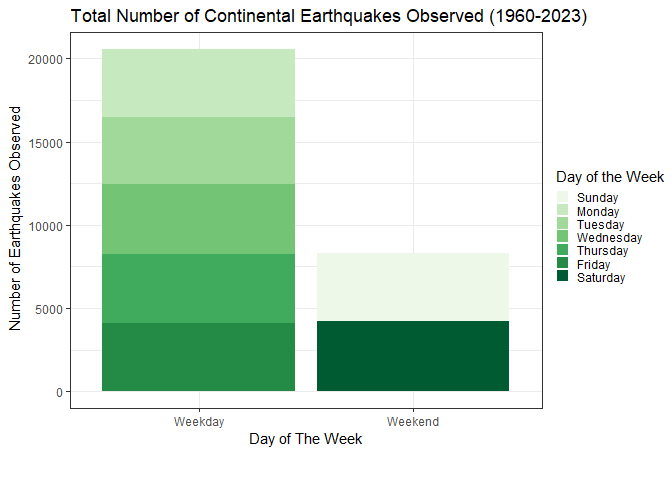 Total Number of Continental Earthquakes Observed (1960-2023)
Number of Earthquakes Observed
20000
15000
10000
5000
0
Weekday
Weekend
Day of The Week
Day of the Week
Sunday
Monday
Tuesday
Wednesday
Thursday
Friday
Saturday